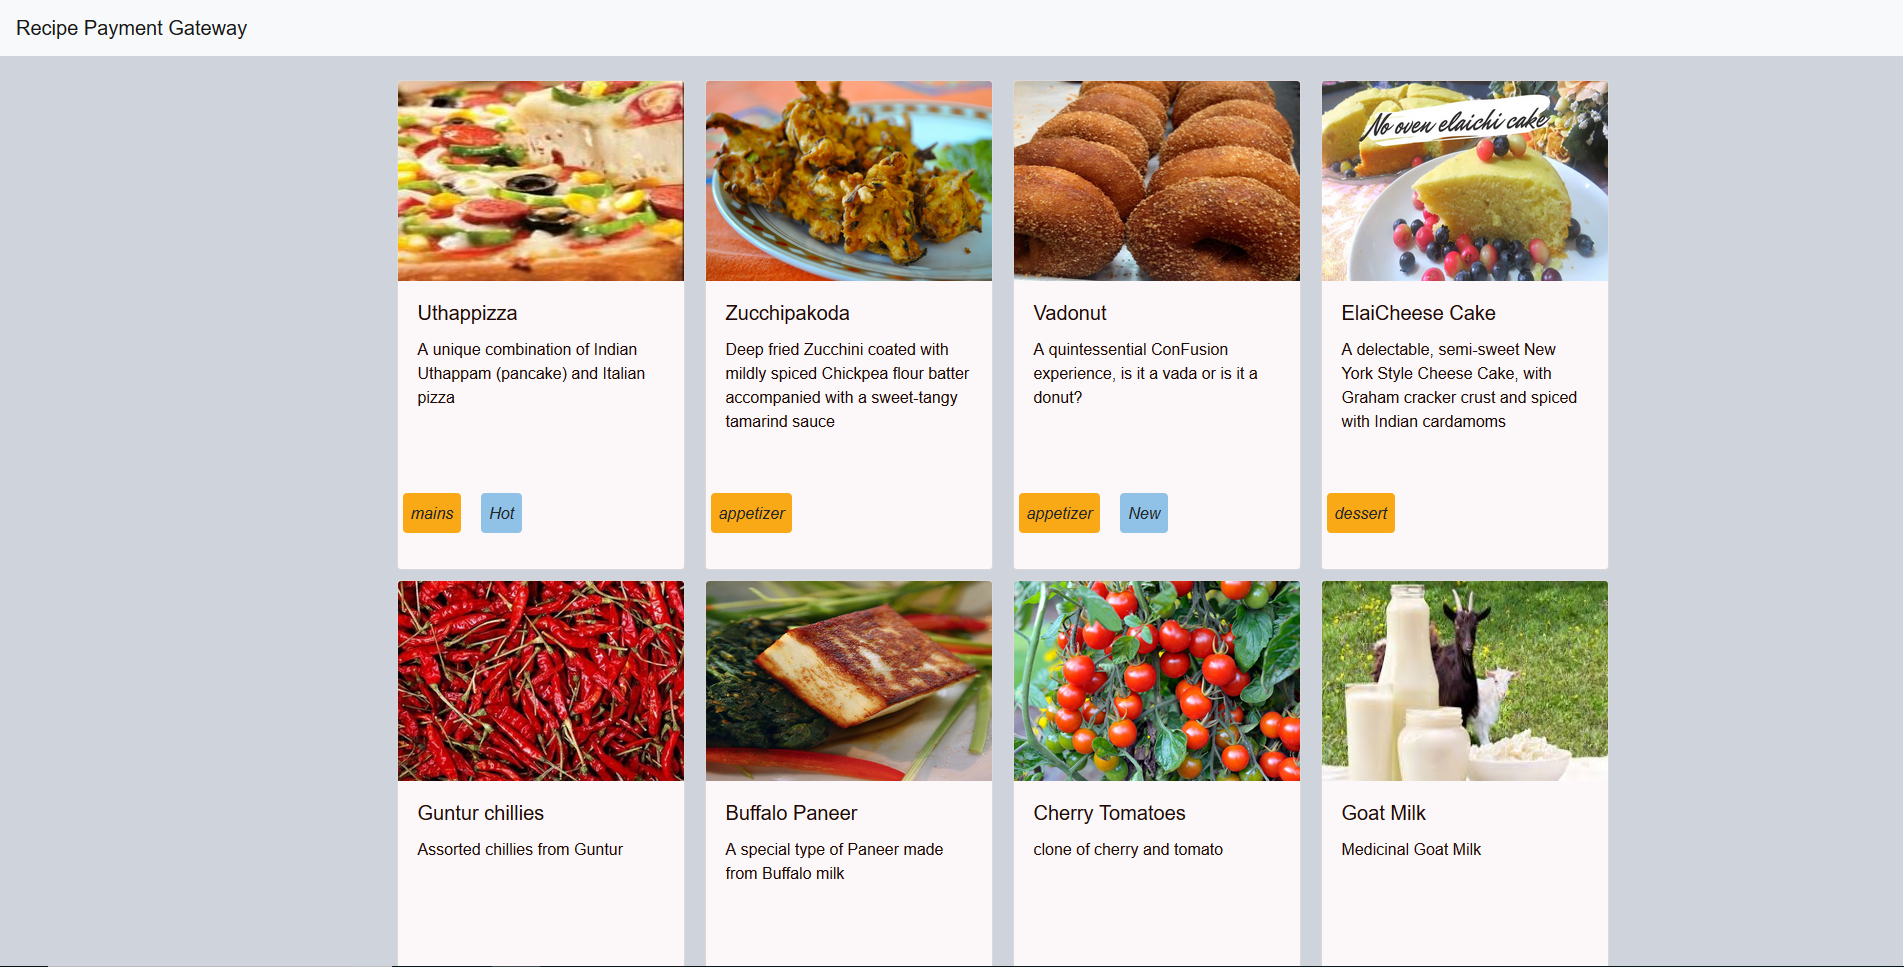 Recipe Payment Gateway
No oven elaichi cake
Uthappizza
A unique combination of Indian
Uthappam (pancake) and Italian
pizza
mains
Hot
Zucchipakoda
Deep fried Zucchini coated with
mildly spiced Chickpea flour batter
accompanied with a sweet-tangy
tamarind sauce
appetizer
Vadonut
A quintessential ConFusion
experience, is it a vada or is it a
donut?
appetizer
New
ElaiCheese Cake
A delectable, semi-sweet New
York Style Cheese Cake, with
Graham cracker crust and spiced
with Indian cardamoms
dessert
Guntur chillies
Assorted chillies from Guntur
Buffalo Paneer
A special type of Paneer made
from Buffalo milk
Cherry Tomatoes
clone of cherry and tomato
Goat Milk
Medicinal Goat Milk